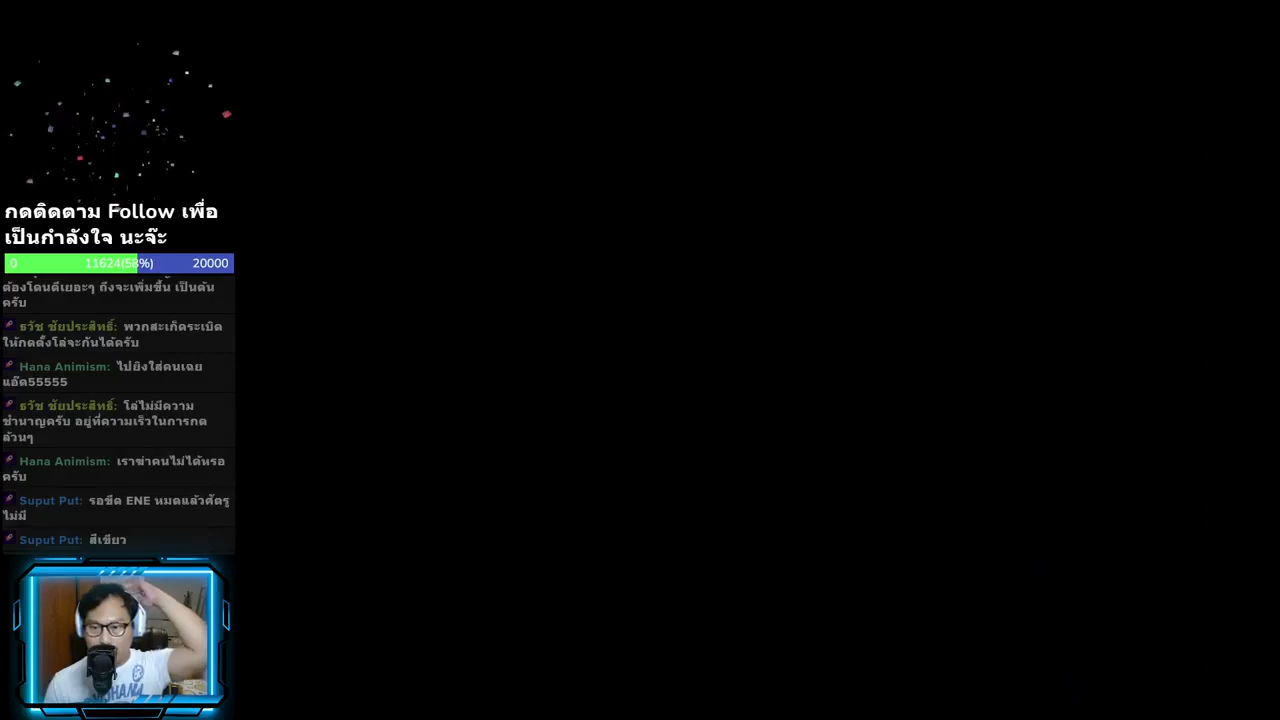 กดติดตาม Follow เพื่อ
เป็นกำลังใจ นะจ๊ะ
0 11624(58%) 20000
ต้องโดนตีเยอะๆ ถึงจะเพิ่มขึ้น เป็นต้น
ครับ
ธวัช ชัยประสิทธิ์: พวกสะเก็ดระเบิด
ให้กดตั้งโล่จะกันได้ครับ
Hana Animism: ไปยิงใส่คนเฉย
แอ๊ด55555
ธวัช ชัยประสิทธิ์: โล่ไม่มีความ
ชำนาญครับ อยู่ที่ความเร็วในการกด
ล้วนๆ
Hana Animism: เราฆ่าคนไม่ได้หรอ
ครับ
Suput Put: รอขีด ENE หมดแล้วศัตรู
ไม่มี
Suput Put: สีเขียว